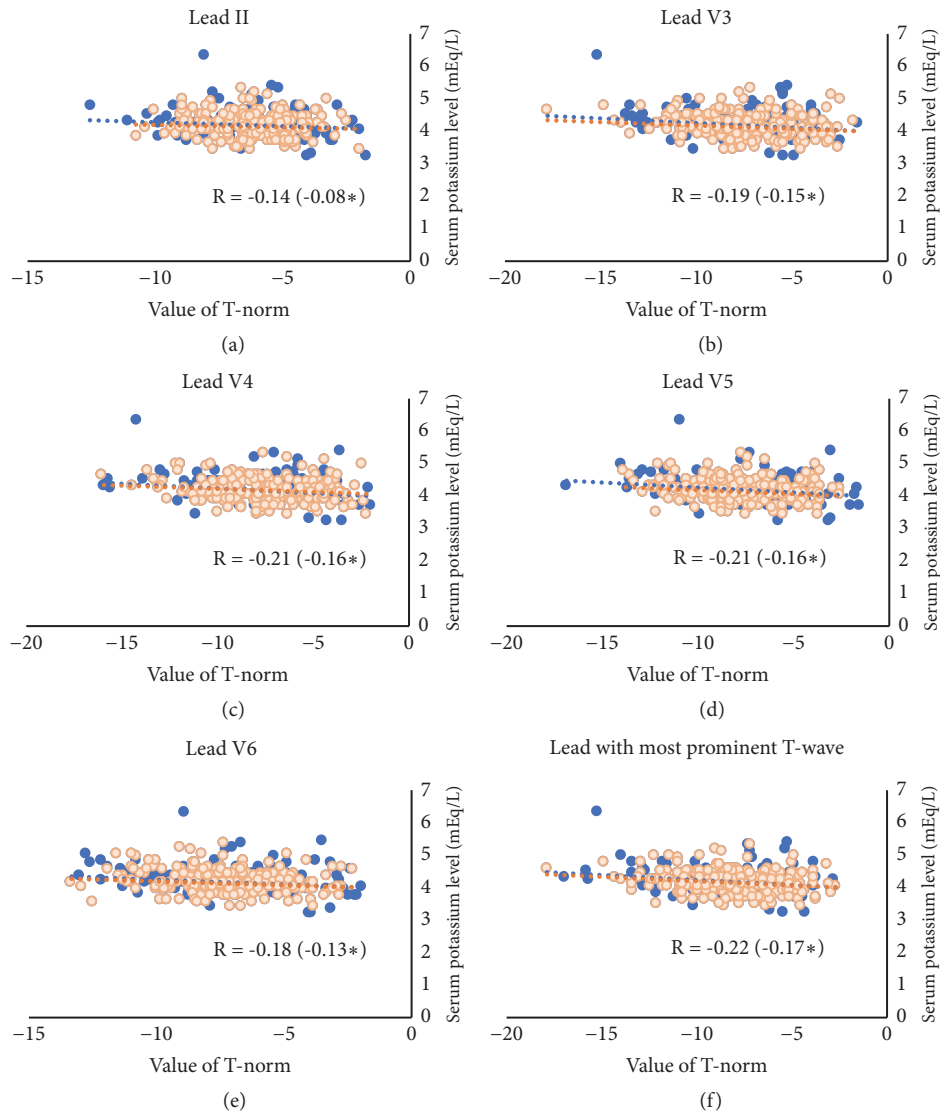 Lead II
7
6
5
4
3
2
1
0
Serum potassium level (mEq/L)
R = -0.14 (-0.08*)
−15
−10
−5
0
Value of T-norm
(a)
Lead V3
7
6
5
4
3
2
1
0
Serum potassium level (mEq/L)
R = -0.19 (-0.15*)
−20
−15
−10
−5
0
Value of T-norm
(b)
Lead V4
7
6
5
4
3
2
1
0
Serum potassium level (mEq/L)
R = -0.21 (-0.16*)
−20
−15
−10
−5
0
Value of T-norm
(c)
Lead V5
7
6
5
4
3
2
1
0
Serum potassium level (mEq/L)
R = -0.21 (-0.16*)
−20
−15
−10
−5
0
Value of T-norm
(d)
Lead V6
7
6
5
4
3
2
1
0
Serum potassium level (mEq/L)
R = -0.18 (-0.13*)
−15
−10
−5
0
Value of T-norm
(e)
Lead with most prominent T-wave
7
6
5
4
3
2
1
0
Serum potassium level (mEq/L)
R = -0.22 (-0.17*)
−20
−15
−10
−5
0
Value of T-norm
(f)